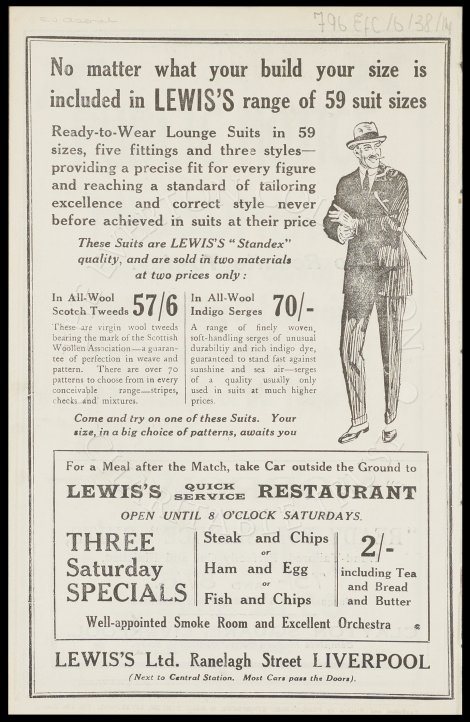 796 EFC/6/38/14
No matter what your build your size is
included in LEWIS'S range of 59 suit sizes
Ready-to-Wear Lounge Suits in 59
sizes, five fittings and three styles—
providing a precise fit for every figure
and reaching a standard of tailoring
excellence and correct style never
before achieved in suits at their price
These Suits are LEWIS'S "Standex"
quality, and are sold in two materials
at two prices only:
In All-Wool
Scotch Tweeds 57/6
These are virgin wool tweeds
bearing the mark of the Scottish
Woollen Association—a guaran-
tee of perfection in weave and
pattern. There are over 70
patterns to choose from in every
conceivable range—stripes,
checks and mixtures.
In All-Wool
Indigo Serges 70/-
A range of finely woven,
soft-handling serges of unusual
durability and rich indigo dye,
guaranteed to stand fast against
sunshine and sea air—serges
of a quality usually only
used in suits at much higher
prices.
Come and try on one of these Suits. Your
size, in a big choice of patterns, awaits you
For a Meal after the Match, take Car outside the Ground to
LEWIS'S QUICK SERVICE RESTAURANT
OPEN UNTIL 8 O'CLOCK SATURDAYS.
THREE
Saturday
SPECIALS
Steak and Chips
or
Ham and Egg
or
Fish and Chips
2/-
including Tea
and Bread
and Butter
Well-appointed Smoke Room and Excellent Orchestra
LEWIS'S Ltd. Ranelagh Street LIVERPOOL
(Next to Central Station. Most Cars pass the Doors).